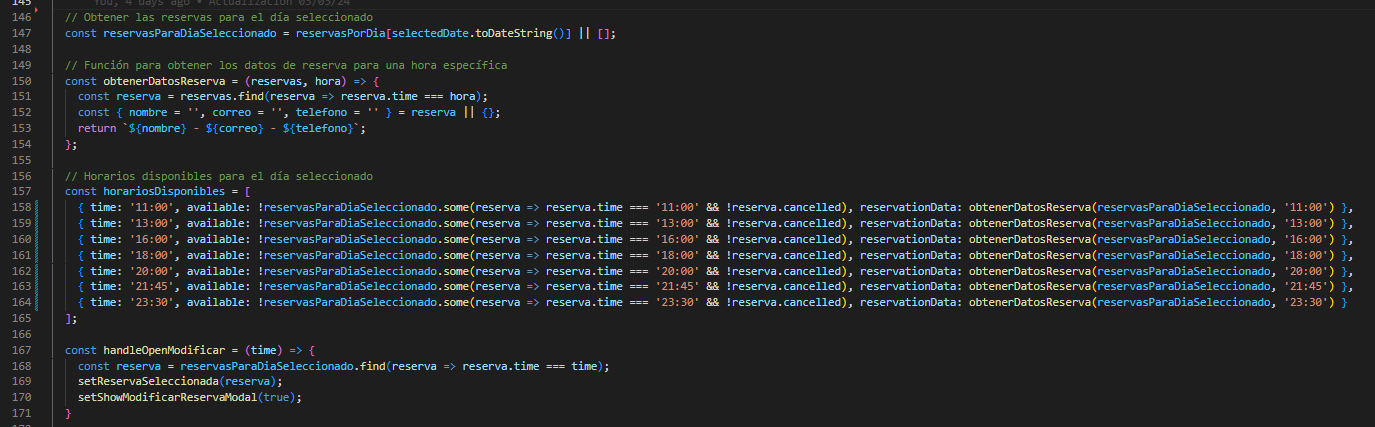 145 You, 4 days ago • Actualización 03/05/24
146 // Obtener las reservas para el día seleccionado
147 const reservasParaDiaSeleccionado = reservasPorDia[selectedDate.toDateString()] || [];
148
149 // Función para obtener los datos de reserva para una hora específica
150 const obtenerDatosReserva = (reservas, hora) => {
151 const reserva = reservas.find(reserva => reserva.time === hora);
152 const { nombre = '', correo = '', telefono = '' } = reserva || {};
153 return `${nombre} - ${correo} - ${telefono}`;
154 };
155
156 // Horarios disponibles para el día seleccionado
157 const horariosDisponibles = [
158 { time: '11:00', available: !reservasParaDiaSeleccionado.some(reserva => reserva.time === '11:00' && !reserva.cancelled), reservationData: obtenerDatosReserva(reservasParaDiaSeleccionado, '11:00') },
159 { time: '13:00', available: !reservasParaDiaSeleccionado.some(reserva => reserva.time === '13:00' && !reserva.cancelled), reservationData: obtenerDatosReserva(reservasParaDiaSeleccionado, '13:00') },
160 { time: '16:00', available: !reservasParaDiaSeleccionado.some(reserva => reserva.time === '16:00' && !reserva.cancelled), reservationData: obtenerDatosReserva(reservasParaDiaSeleccionado, '16:00') },
161 { time: '18:00', available: !reservasParaDiaSeleccionado.some(reserva => reserva.time === '18:00' && !reserva.cancelled), reservationData: obtenerDatosReserva(reservasParaDiaSeleccionado, '18:00') },
162 { time: '20:00', available: !reservasParaDiaSeleccionado.some(reserva => reserva.time === '20:00' && !reserva.cancelled), reservationData: obtenerDatosReserva(reservasParaDiaSeleccionado, '20:00') },
163 { time: '21:45', available: !reservasParaDiaSeleccionado.some(reserva => reserva.time === '21:45' && !reserva.cancelled), reservationData: obtenerDatosReserva(reservasParaDiaSeleccionado, '21:45') },
164 { time: '23:30', available: !reservasParaDiaSeleccionado.some(reserva => reserva.time === '23:30' && !reserva.cancelled), reservationData: obtenerDatosReserva(reservasParaDiaSeleccionado, '23:30') }
165 ];
166
167 const handleOpenModificar = (time) => {
168 const reserva = reservasParaDiaSeleccionado.find(reserva => reserva.time === time);
169 setReservaSeleccionada(reserva);
170 setShowModificarReservaModal(true);
171 }